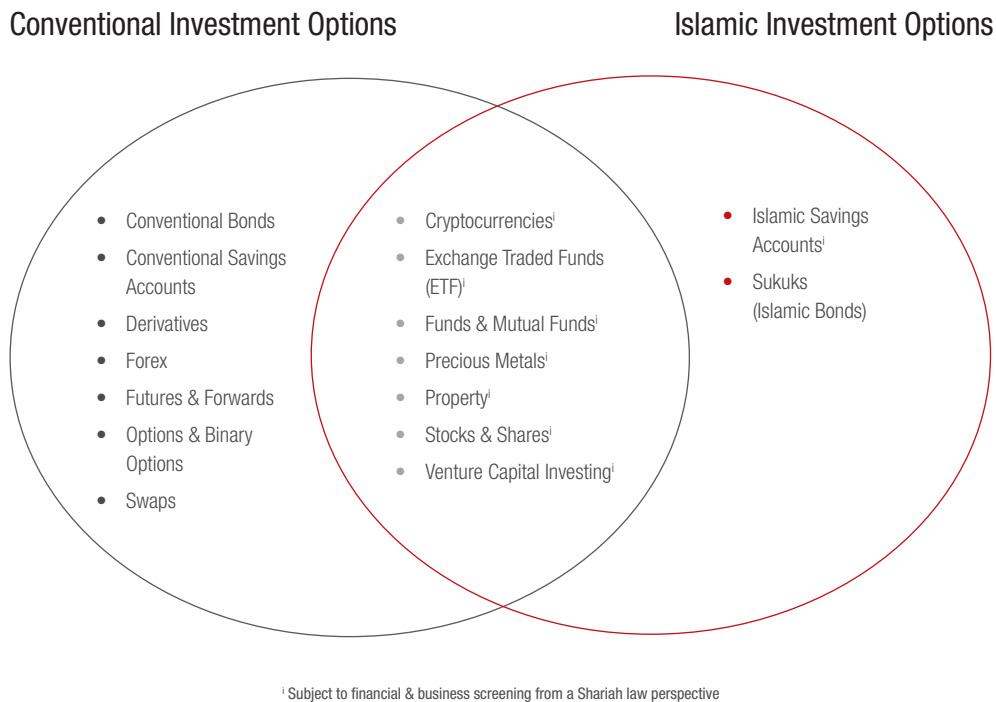 Conventional Investment Options
Islamic Investment Options
• Conventional Bonds
• Conventional Savings
Accounts
• Derivatives
• Forex
• Futures & Forwards
• Options & Binary
Options
• Swaps
• Cryptocurrenciesⁱ
• Exchange Traded Funds
(ETF)ⁱ
• Funds & Mutual Fundsⁱ
• Precious Metalsⁱ
• Propertyⁱ
• Stocks & Sharesⁱ
• Venture Capital Investingⁱ
• Islamic Savings
Accountsⁱ
• Sukuks
(Islamic Bonds)
ⁱ Subject to financial & business screening from a Shariah law perspective